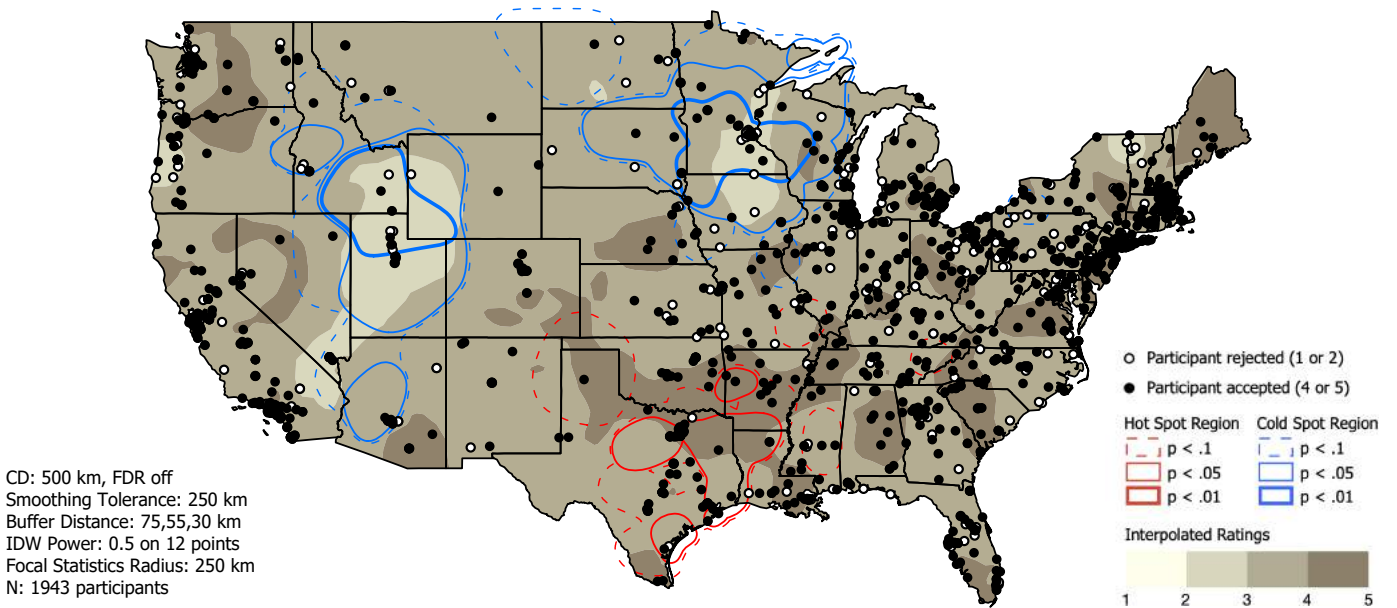 CD: 500 km, FDR off
Smoothing Tolerance: 250 km
Buffer Distance: 75,55,30 km
IDW Power: 0.5 on 12 points
Focal Statistics Radius: 250 km
N: 1943 participants
Participant rejected (1 or 2)
Participant accepted (4 or 5)
Hot Spot Region Cold Spot Region
p < .1 p < .1
p < .05 p < .05
p < .01 p < .01
Interpolated Ratings
1 2 3 4 5